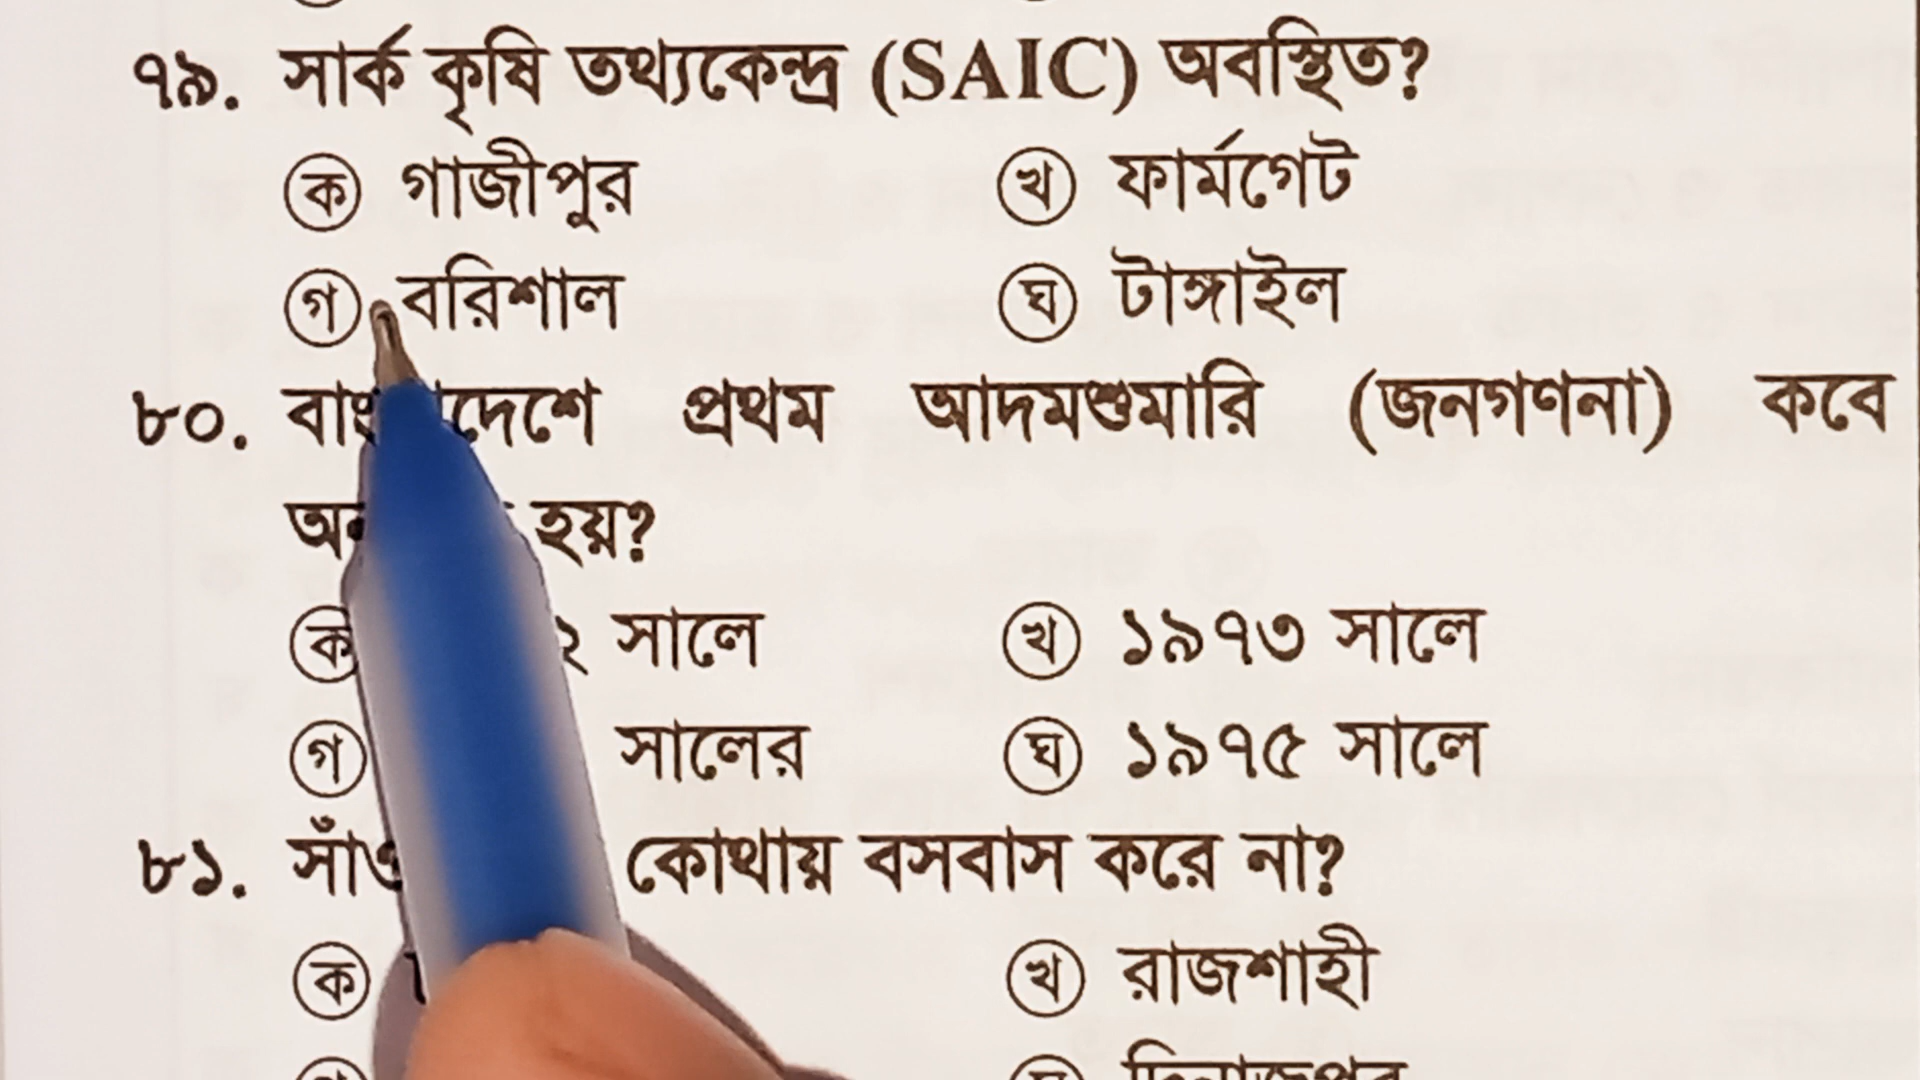 ৭৯. সার্ক কৃষি তথ্যকেন্দ্র (SAIC) অবস্থিত?
ক গাজীপুর খ ফার্মগেট
গ বরিশাল ঘ টাঙ্গাইল
৮০. প্রথম আদমশুমারি (জনগণনা) কবে
হয়?
ক সালে খ ১৯৭৩ সালে
গ সালের ঘ ১৯৭৫ সালে
৮১. কোথায় বসবাস করে না?
ক খ রাজশাহী
দিনাজপুর